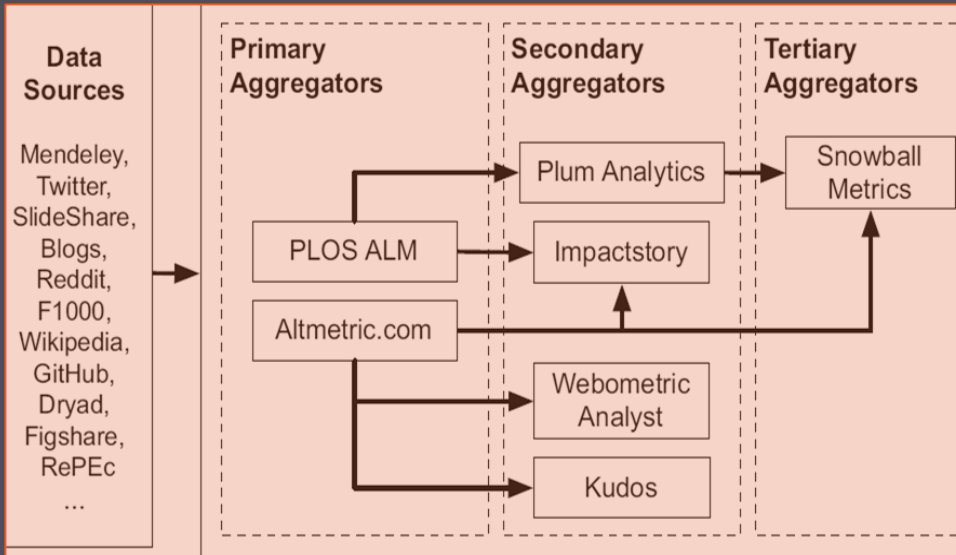 Data
Sources
Mendeley,
Twitter,
SlideShare,
Blogs,
Reddit,
F1000,
Wikipedia,
GitHub,
Dryad,
Figshare,
RePEc
...
Primary
Aggregators
PLOS ALM
Altmetric.com
Secondary
Aggregators
Plum Analytics
Impactstory
Webometric
Analyst
Kudos
Tertiary
Aggregators
Snowball
Metrics